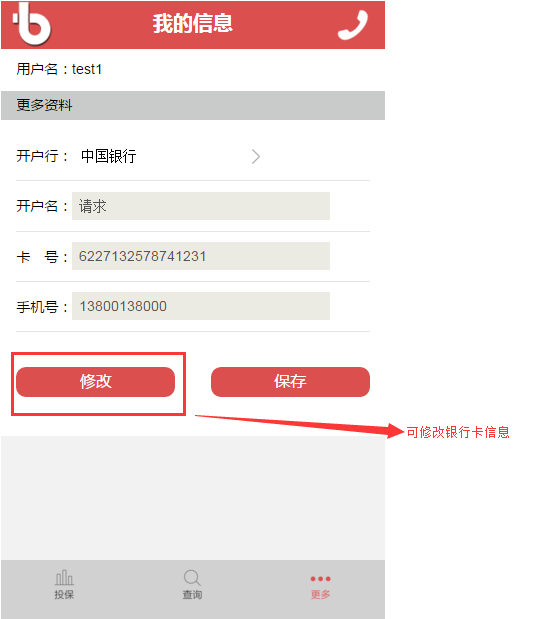 我的信息
用户名：test1
更多资料
开户行： 中国银行
开户名： 请求
卡 号： 6227132578741231
手机号： 13800138000
修改 保存
可修改银行卡信息
投保 查询 更多